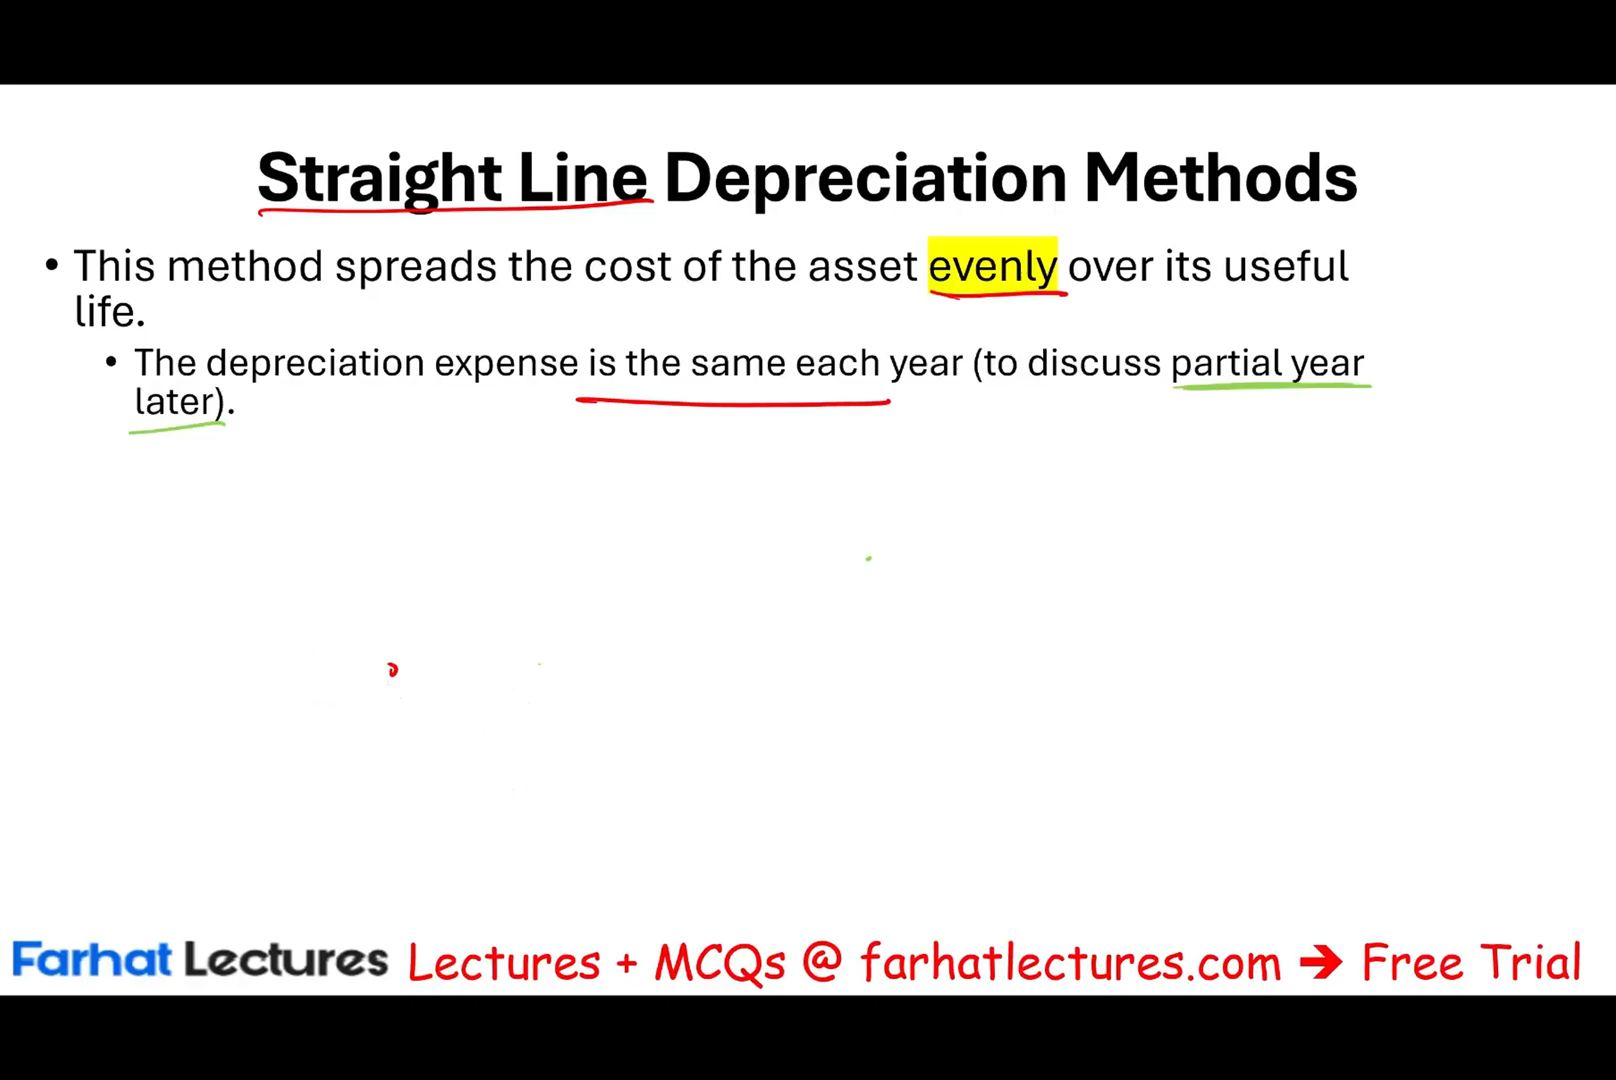 Straight Line Depreciation Methods
• This method spreads the cost of the asset evenly over its useful
life.
• The depreciation expense is the same each year (to discuss partial year
later).
Farhat Lectures Lectures + MCQs @ farhatlectures.com → Free Trial